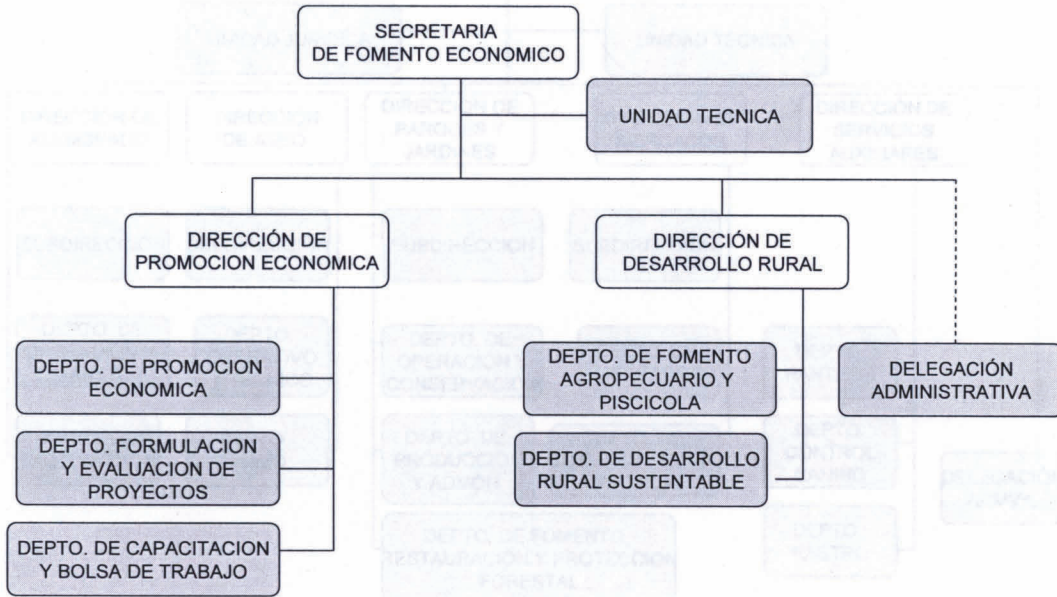 SECRETARIA
DE FOMENTO ECONOMICO
UNIDAD TECNICA
DIRECCIÓN DE
PROMOCION ECONOMICA
DIRECCIÓN DE
DESARROLLO RURAL
DEPTO. DE PROMOCION
ECONOMICA
DEPTO. FORMULACION
Y EVALUACION DE
PROYECTOS
DEPTO. DE CAPACITACION
Y BOLSA DE TRABAJO
DEPTO. DE FOMENTO
AGROPECUARIO Y
PISCICOLA
DEPTO. DE DESARROLLO
RURAL SUSTENTABLE
DELEGACIÓN
ADMINISTRATIVA